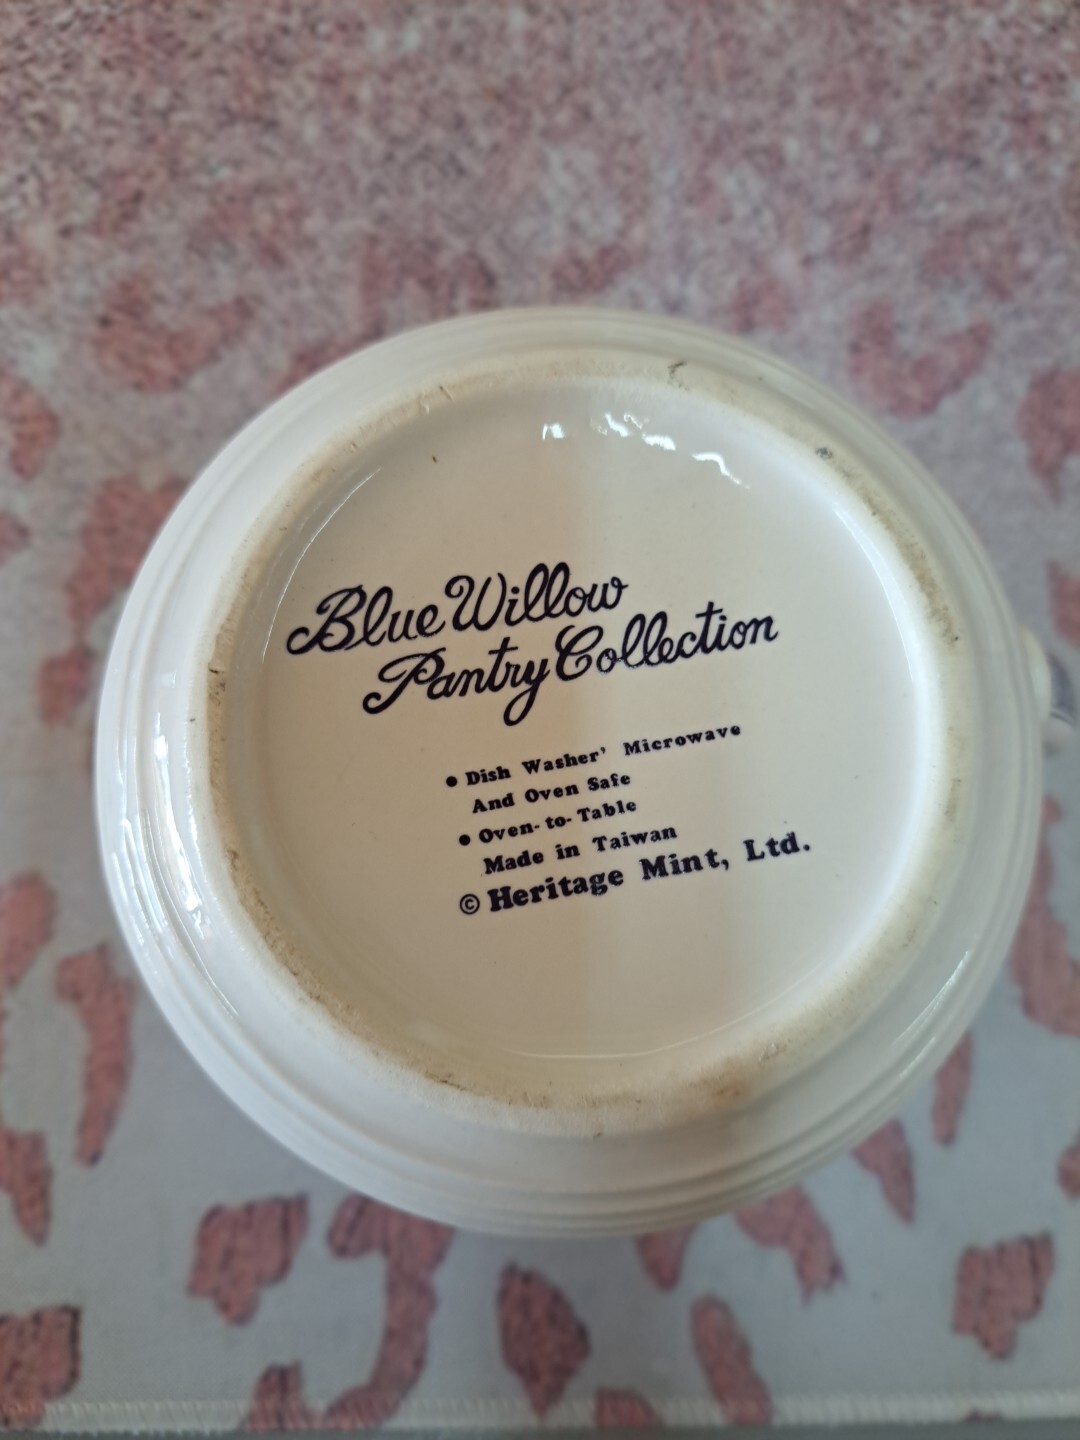 Blue Willow
Pantry Collection
• Dish Washer' Microwave
And Oven Safe
• Oven-to-Table
Made in Taiwan
© Heritage Mint, Ltd.